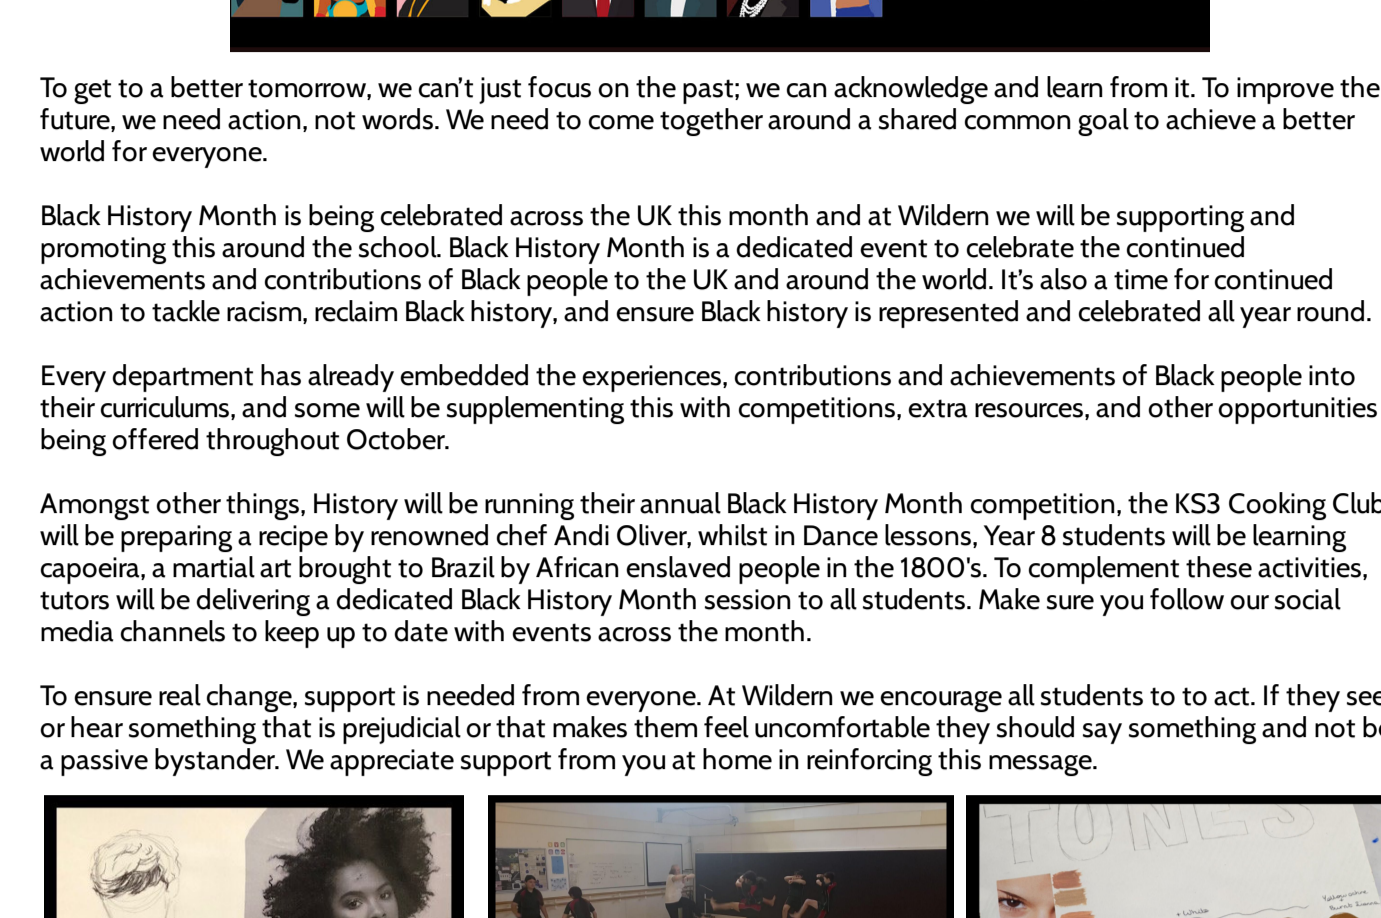 To get to a better tomorrow, we can’t just focus on the past; we can acknowledge and learn from it. To improve the
future, we need action, not words. We need to come together around a shared common goal to achieve a better
world for everyone.
Black History Month is being celebrated across the UK this month and at Wildern we will be supporting and
promoting this around the school. Black History Month is a dedicated event to celebrate the continued
achievements and contributions of Black people to the UK and around the world. It’s also a time for continued
action to tackle racism, reclaim Black history, and ensure Black history is represented and celebrated all year round.
Every department has already embedded the experiences, contributions and achievements of Black people into
their curriculums, and some will be supplementing this with competitions, extra resources, and other opportunities
being offered throughout October.
Amongst other things, History will be running their annual Black History Month competition, the KS3 Cooking Club
will be preparing a recipe by renowned chef Andi Oliver, whilst in Dance lessons, Year 8 students will be learning
capoeira, a martial art brought to Brazil by African enslaved people in the 1800's. To complement these activities,
tutors will be delivering a dedicated Black History Month session to all students. Make sure you follow our social
media channels to keep up to date with events across the month.
To ensure real change, support is needed from everyone. At Wildern we encourage all students to to act. If they see
or hear something that is prejudicial or that makes them feel uncomfortable they should say something and not be
a passive bystander. We appreciate support from you at home in reinforcing this message.
TONES
+ White